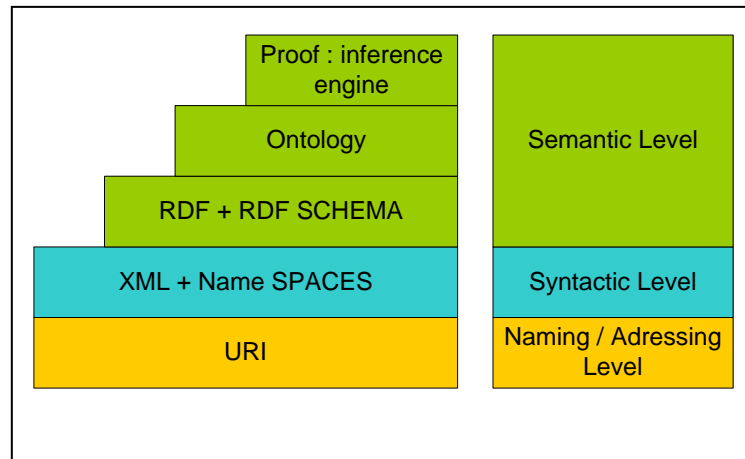 Proof : inference
engine
Ontology
Semantic Level
RDF + RDF SCHEMA
XML + Name SPACES
Syntactic Level
URI
Naming / Adressing
Level